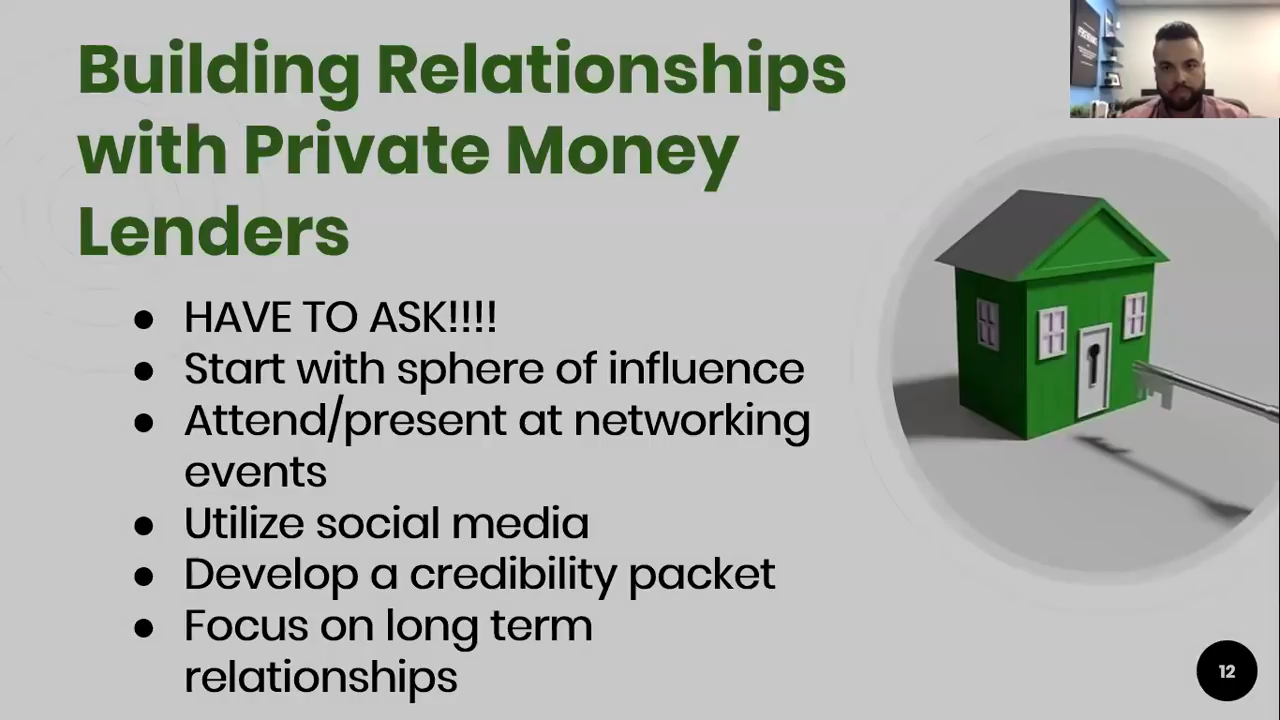 Building Relationships
with Private Money
Lenders
● HAVE TO ASK!!!!
● Start with sphere of influence
● Attend/present at networking
events
● Utilize social media
● Develop a credibility packet
● Focus on long term
relationships
12